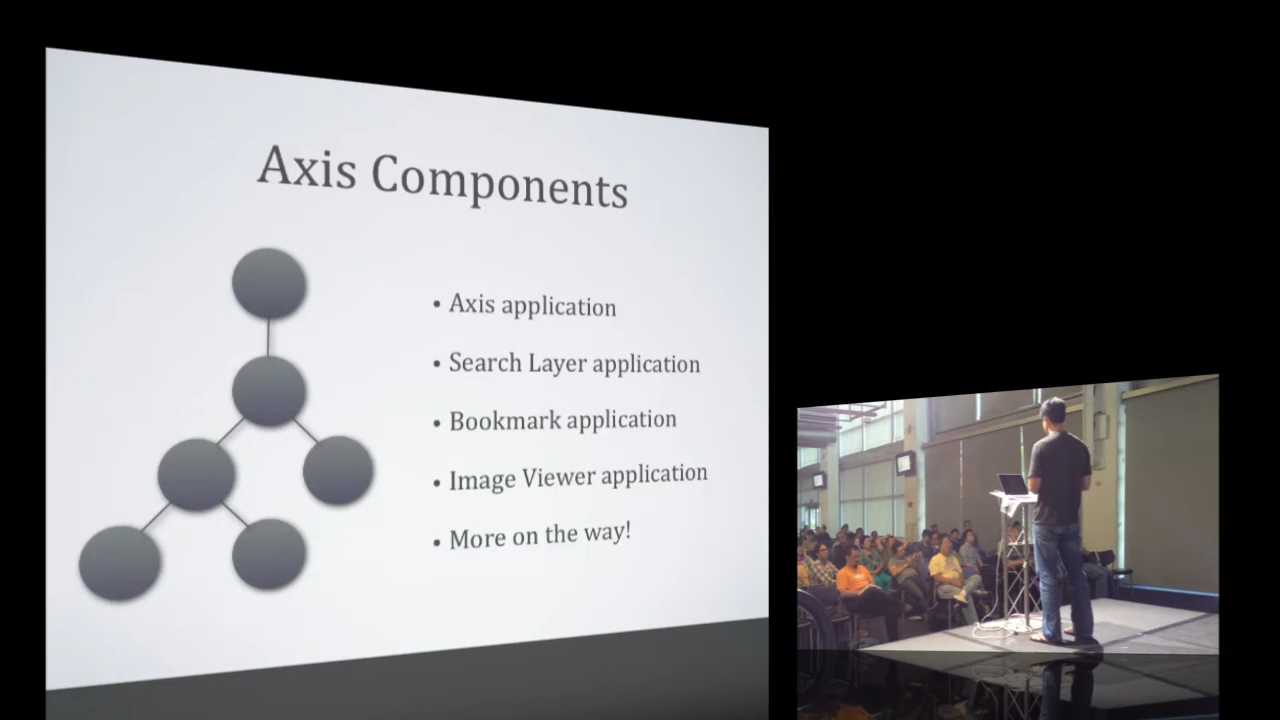 Axis Components
• Axis application
• Search Layer application
• Bookmark application
• Image Viewer application
• More on the way!